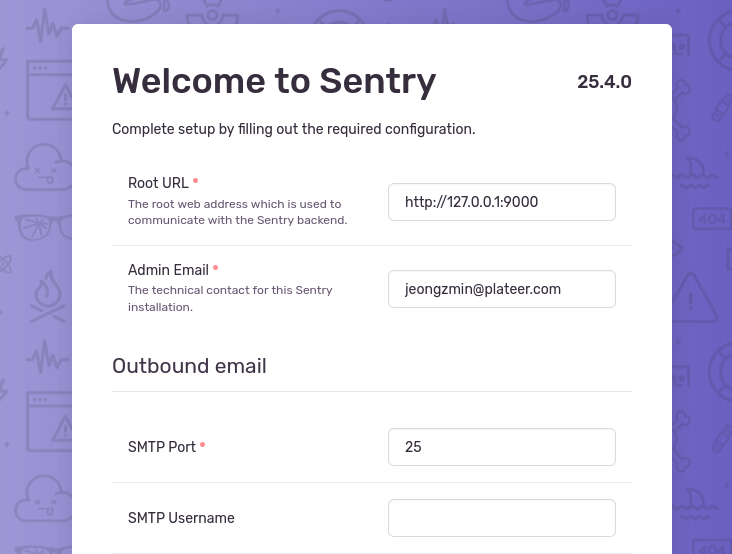 Welcome to Sentry
25.4.0
Complete setup by filling out the required configuration.
Root URL
The root web address which is used to
communicate with the Sentry backend.
http://127.0.0.1:9000
Admin Email
The technical contact for this Sentry
installation.
jeongzmin@plateer.com
Outbound email
SMTP Port
25
SMTP Username
404
404